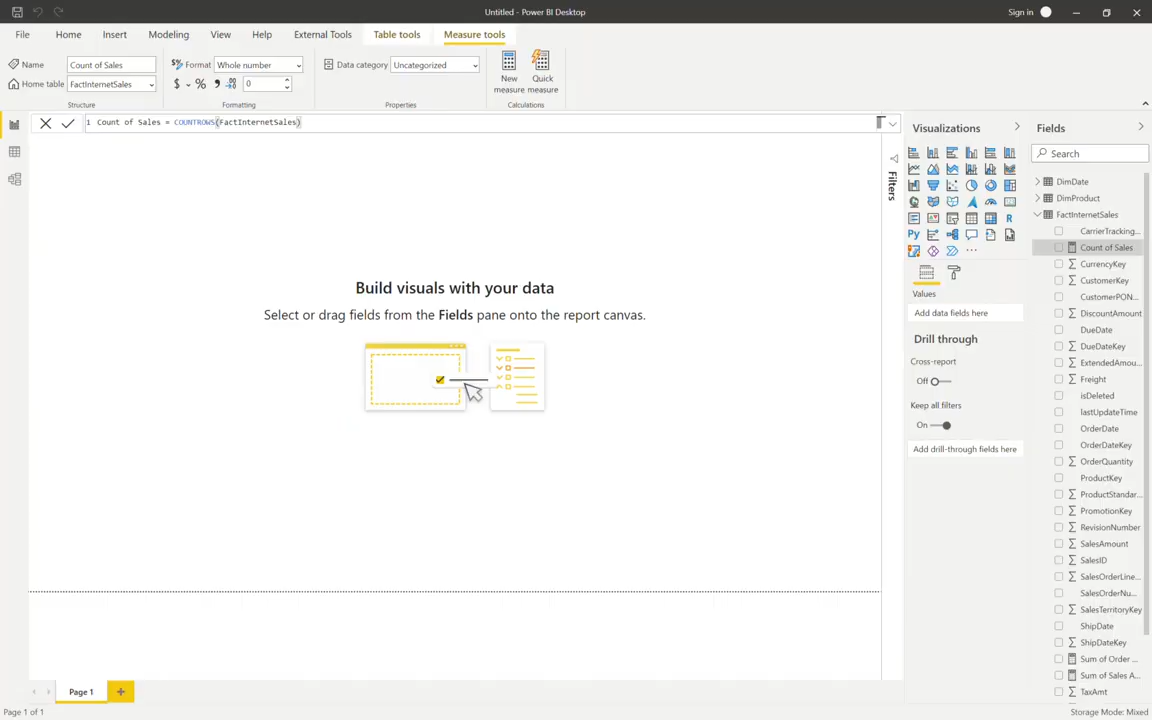 Untitled - Power BI Desktop
Sign in
File
Home
Insert
Modeling
View
Help
External Tools
Table tools
Measure tools
Name
Count of Sales
Home table
FactInternetSales
Structure
Format
Whole number
$
%
0
Formatting
Data category
Uncategorized
Properties
New measure
Quick measure
Calculations
1 Count of Sales = COUNTROWS(FactInternetSales)
Build visuals with your data
Select or drag fields from the Fields pane onto the report canvas.
Filters
Visualizations
R
Py
Values
Add data fields here
Drill through
Cross-report
Off
Keep all filters
On
Add drill-through fields here
Fields
Search
DimDate
DimProduct
FactInternetSales
CarrierTracking...
Count of Sales
CurrencyKey
CustomerKey
CustomerPON...
DiscountAmount
DueDate
DueDateKey
ExtendedAmou...
Freight
isDeleted
lastUpdateTime
OrderDate
OrderDateKey
OrderQuantity
ProductKey
ProductStandar...
PromotionKey
RevisionNumber
SalesAmount
SalesID
SalesOrderLine...
SalesOrderNu...
SalesTerritoryKey
ShipDate
ShipDateKey
Sum of Order ...
Sum of Sales A...
TaxAmt
Page 1
Page 1 of 1
Storage Mode: Mixed